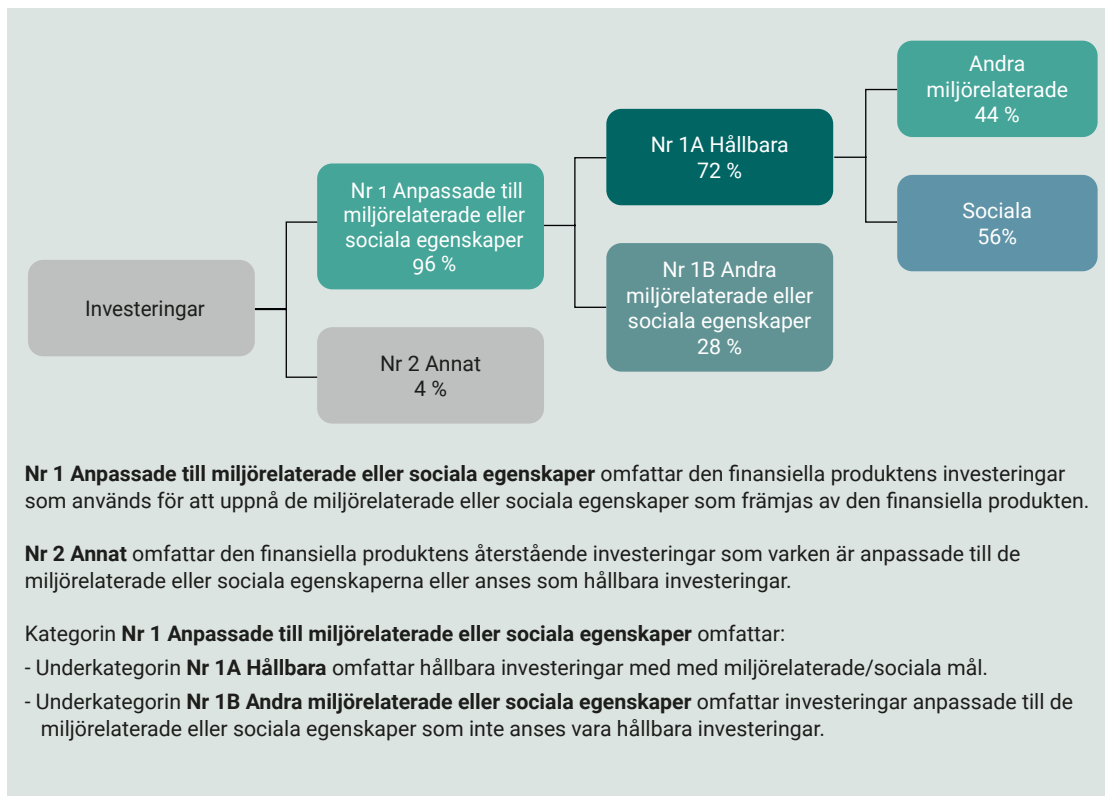 Investeringar
Nr 1 Anpassade till
miljörelaterade eller
sociala egenskaper
96 %
Nr 2 Annat
4 %
Nr 1A Hållbara
72 %
Nr 1B Andra
miljörelaterade eller
sociala egenskaper
28 %
Andra
miljörelaterade
44 %
Sociala
56%
Nr 1 Anpassade till miljörelaterade eller sociala egenskaper omfattar den finansiella produktens investeringar
som används för att uppnå de miljörelaterade eller sociala egenskaper som främjas av den finansiella produkten.
Nr 2 Annat omfattar den finansiella produktens återstående investeringar som varken är anpassade till de
miljörelaterade eller sociala egenskaperna eller anses som hållbara investeringar.
Kategorin Nr 1 Anpassade till miljörelaterade eller sociala egenskaper omfattar:
- Underkategorin Nr 1A Hållbara omfattar hållbara investeringar med med miljörelaterade/sociala mål.
- Underkategorin Nr 1B Andra miljörelaterade eller sociala egenskaper omfattar investeringar anpassade till de
miljörelaterade eller sociala egenskaper som inte anses vara hållbara investeringar.